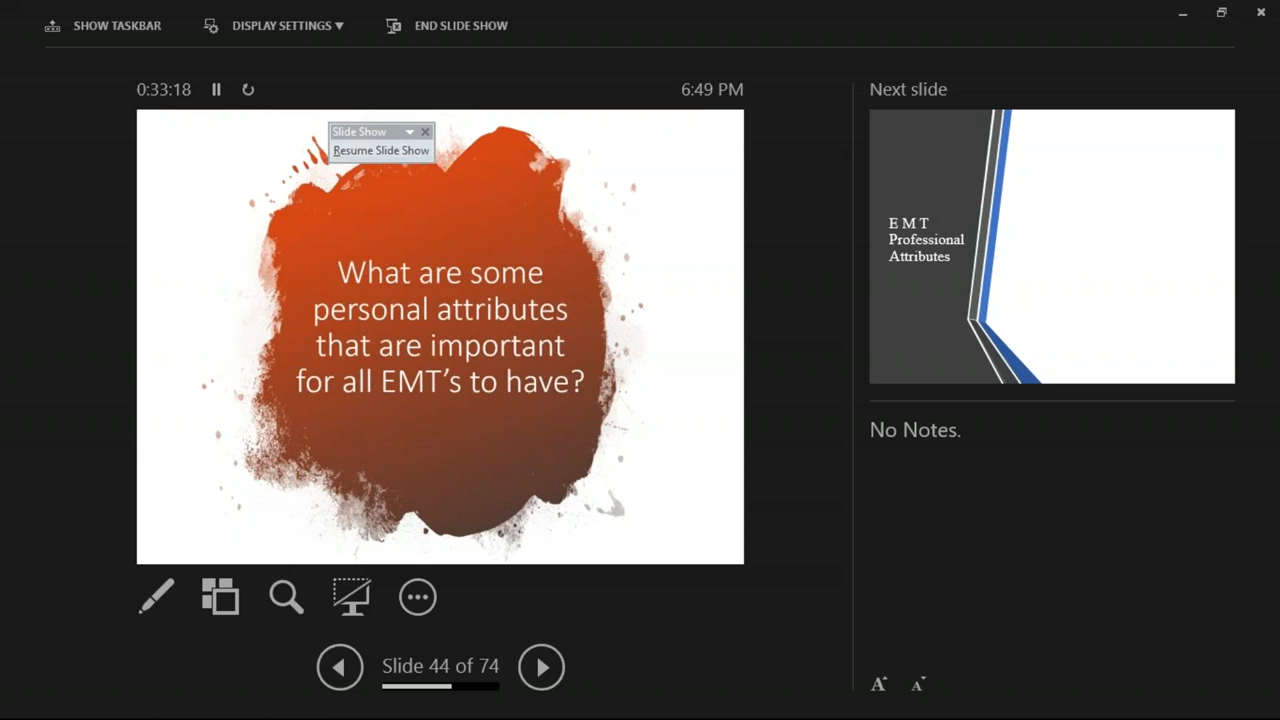 SHOW TASKBAR
DISPLAY SETTINGS
END SLIDE SHOW
0:33:18
6:49 PM
Slide Show
Resume Slide Show
What are some
personal attributes
that are important
for all EMT’s to have?
Next slide
E M T
Professional
Attributes
No Notes.
Slide 44 of 74
A A